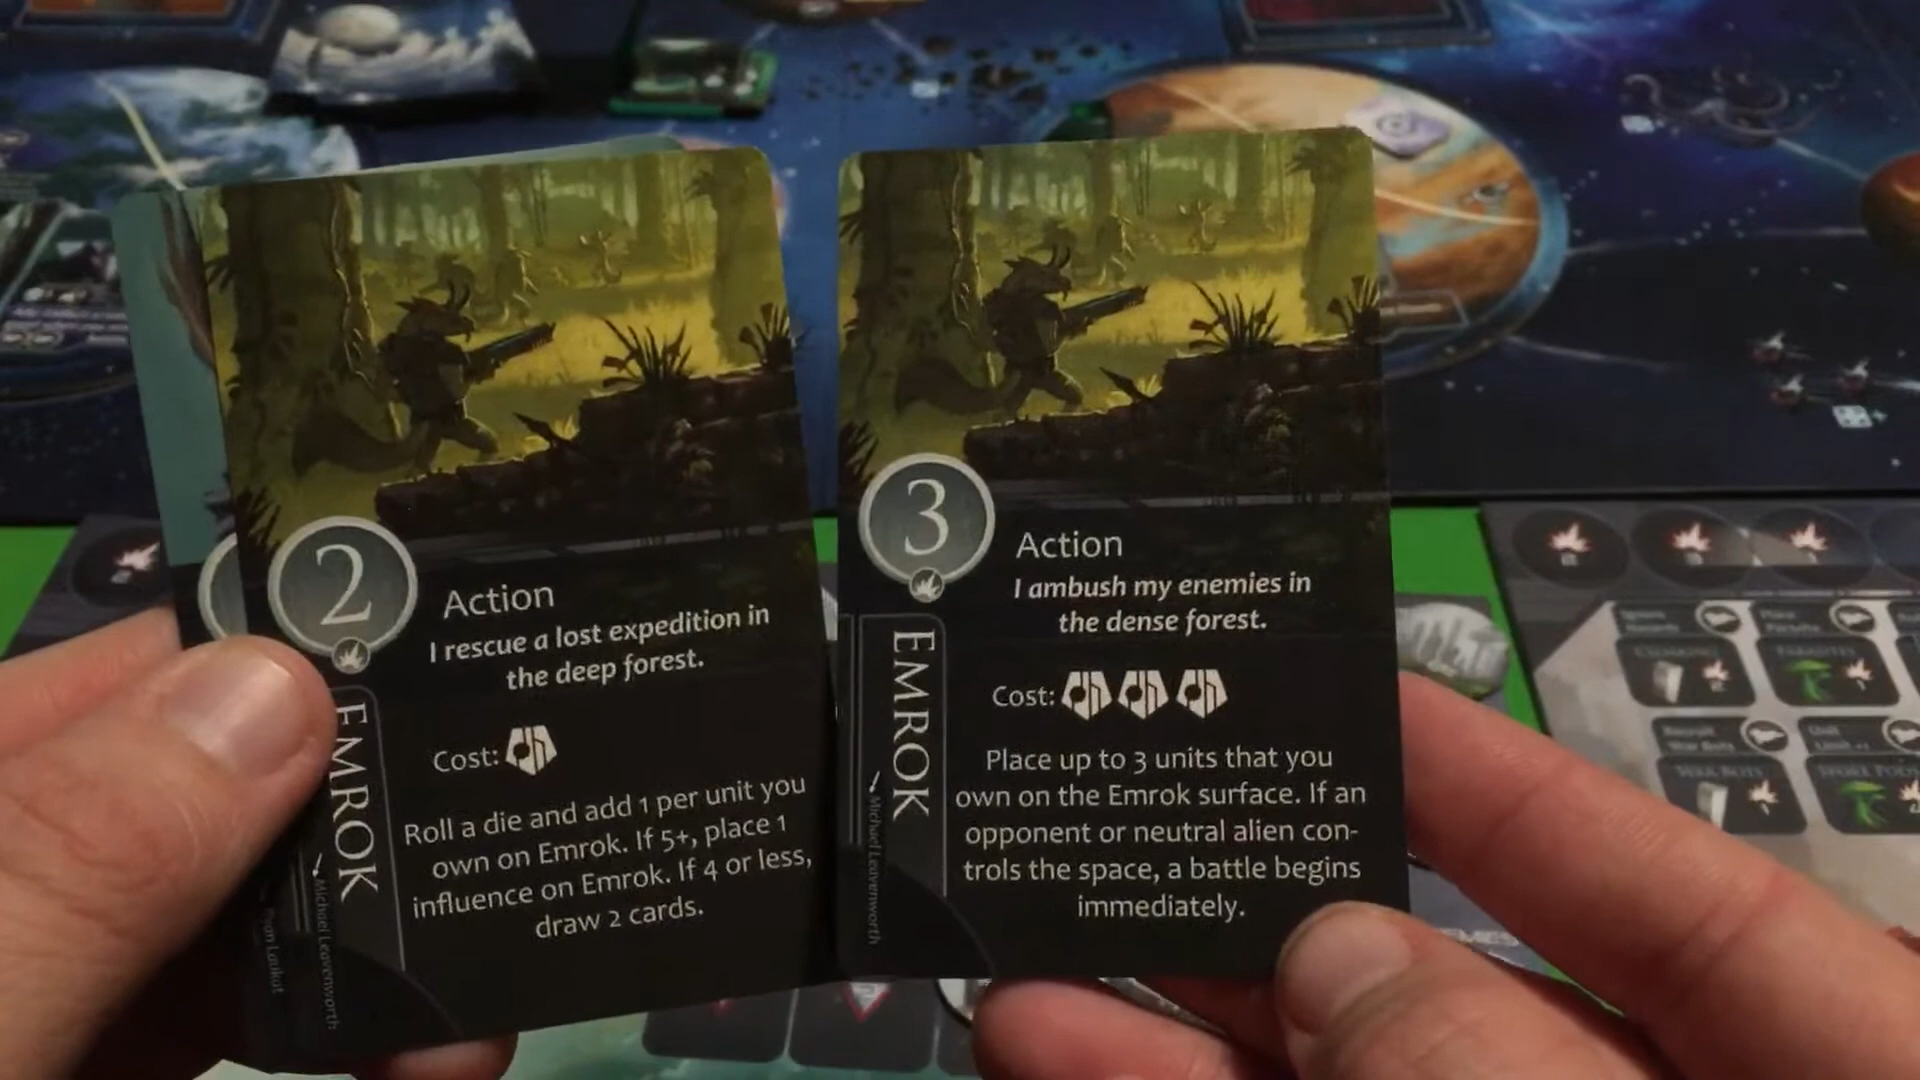 2
Action
I rescue a lost expedition in
the deep forest.
Cost:
Roll a die and add 1 per unit you
own on Emrok. If 5+, place 1
influence on Emrok. If 4 or less,
draw 2 cards.
EMROK
Michael Leavenworth
Ryan Laukat
3
Action
I ambush my enemies in
the dense forest.
Cost:
Place up to 3 units that you
own on the Emrok surface. If an
opponent or neutral alien con-
trols the space, a battle begins
immediately.
EMROK
Michael Leavenworth